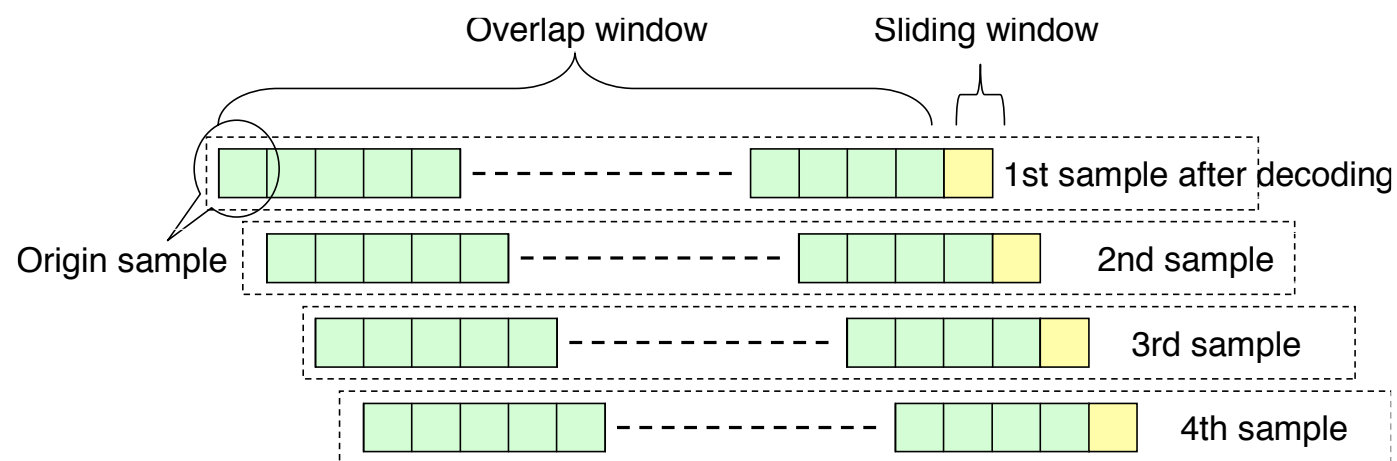 Overlap window
Sliding window
1st sample after decoding
Origin sample
2nd sample
3rd sample
4th sample